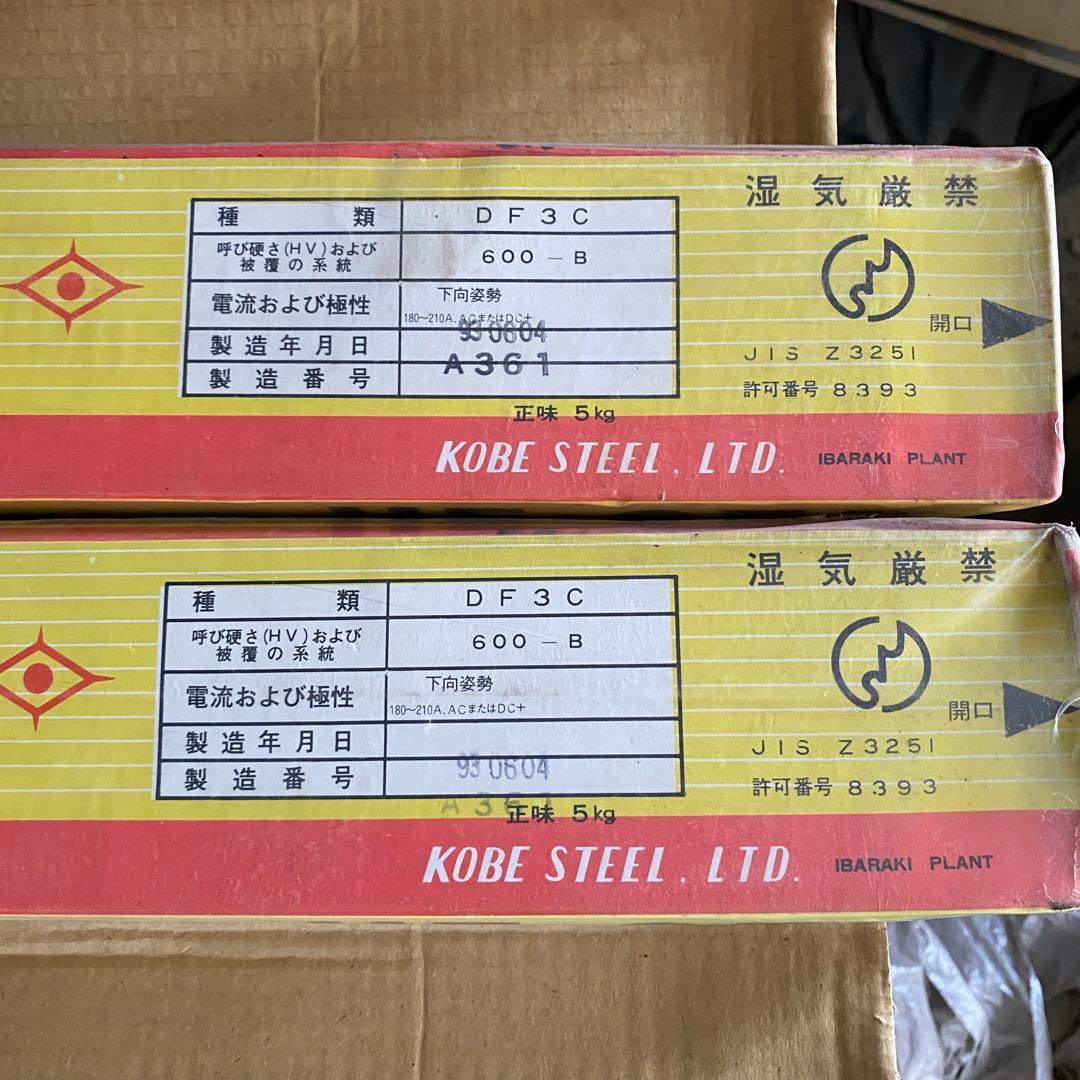 湿気厳禁
種類 DF3C
呼び硬さ(HV)および被覆の系統 600-B
電流および極性 下向姿勢
180~210A.ACまたはDC+
製造年月日 930604
製造番号 A361
開口
JIS Z3251
許可番号 8393
正味 5kg
KOBE STEEL, LTD. IBARAKI PLANT
湿気厳禁
種類 DF3C
呼び硬さ(HV)および被覆の系統 600-B
電流および極性 下向姿勢
180~210A.ACまたはDC+
製造年月日
製造番号 930604
A361
開口
JIS Z3251
許可番号 8393
正味 5kg
KOBE STEEL, LTD. IBARAKI PLANT